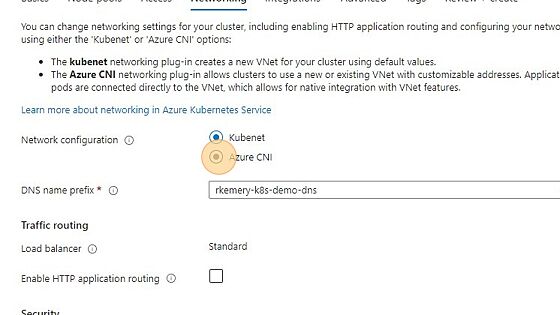 Basics Node pools Access Networking Integrations Advanced Tags Review + create
You can change networking settings for your cluster, including enabling HTTP application routing and configuring your networ
using either the 'Kubenet' or 'Azure CNI' options:
The kubenet networking plug-in creates a new VNet for your cluster using default values.
The Azure CNI networking plug-in allows clusters to use a new or existing VNet with customizable addresses. Applicat
pods are connected directly to the VNet, which allows for native integration with VNet features.
Learn more about networking in Azure Kubernetes Service
Network configuration
Kubenet
Azure CNI
DNS name prefix *
rkemery-k8s-demo-dns
Traffic routing
Load balancer
Standard
Enable HTTP application routing
Security